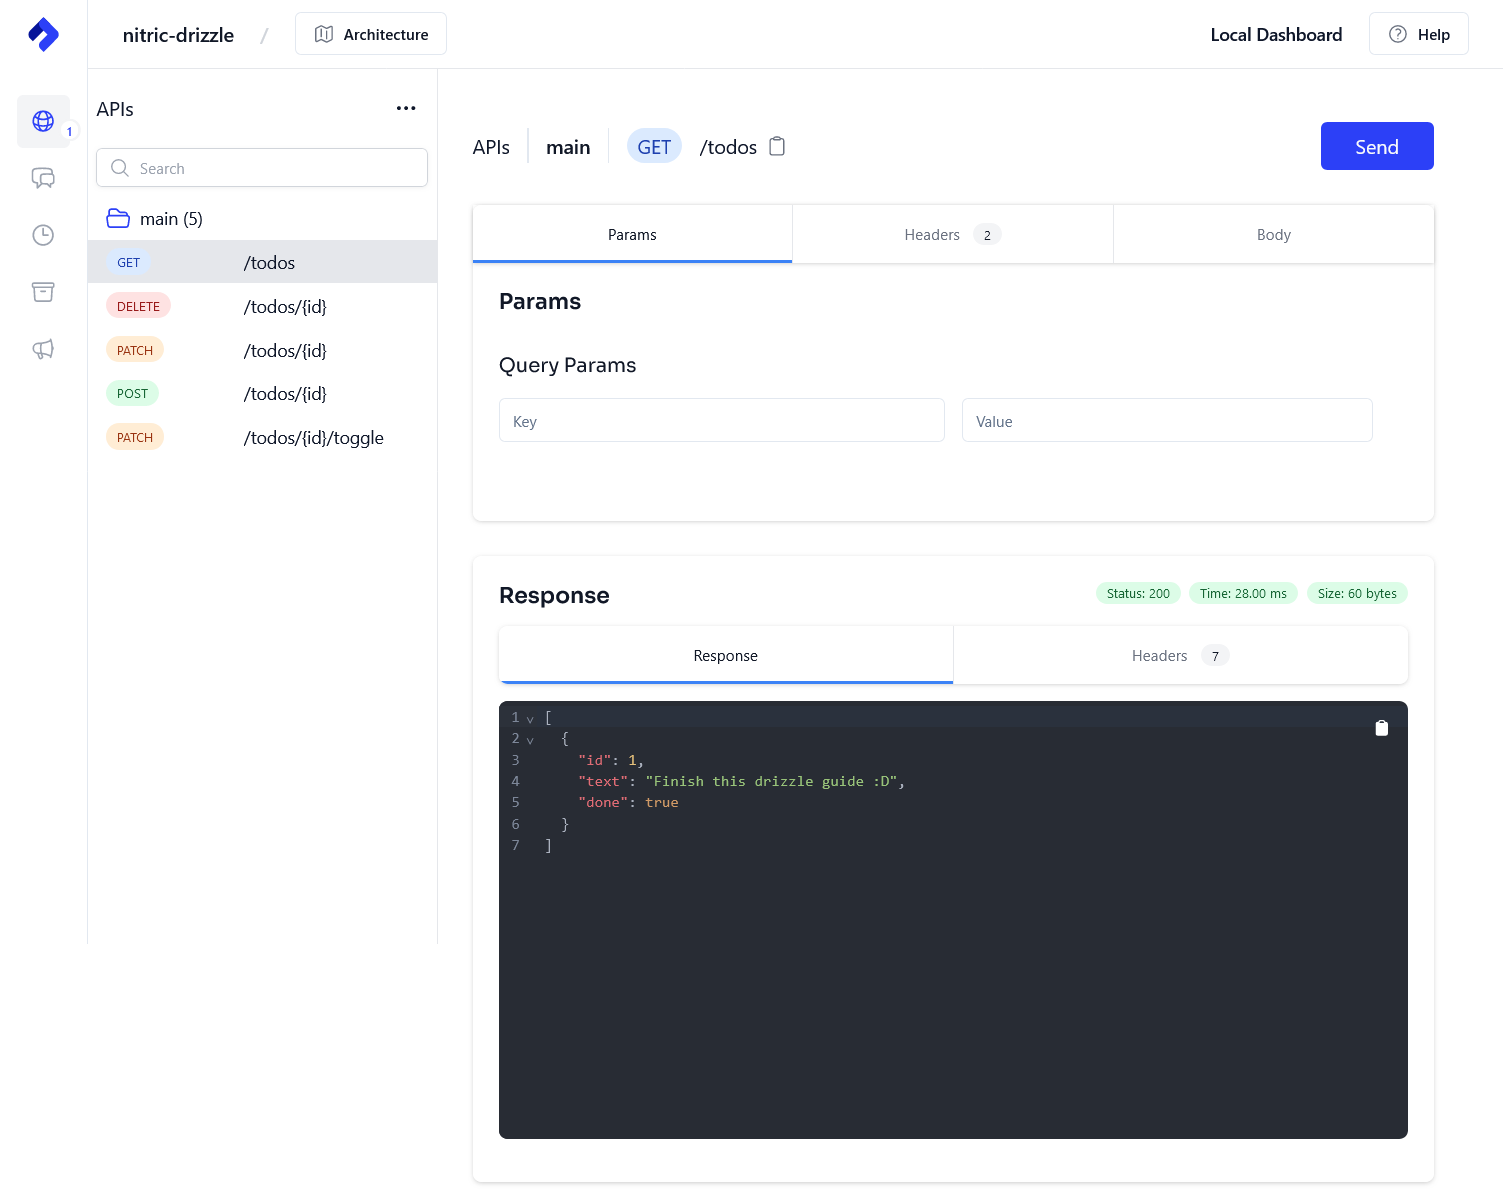 nitric-drizzle / Architecture Local Dashboard Help
1
APIs
Search
main (5)
GET /todos
DELETE /todos/{id}
PATCH /todos/{id}
POST /todos/{id}
PATCH /todos/{id}/toggle
APIs main GET /todos Send
Params Headers 2 Body
Params
Query Params
Key Value
Response Status: 200 Time: 28.00 ms Size: 60 bytes
Response Headers 7
1 [
2 {
3 "id": 1,
4 "text": "Finish this drizzle guide :D",
5 "done": true
6 }
7 ]